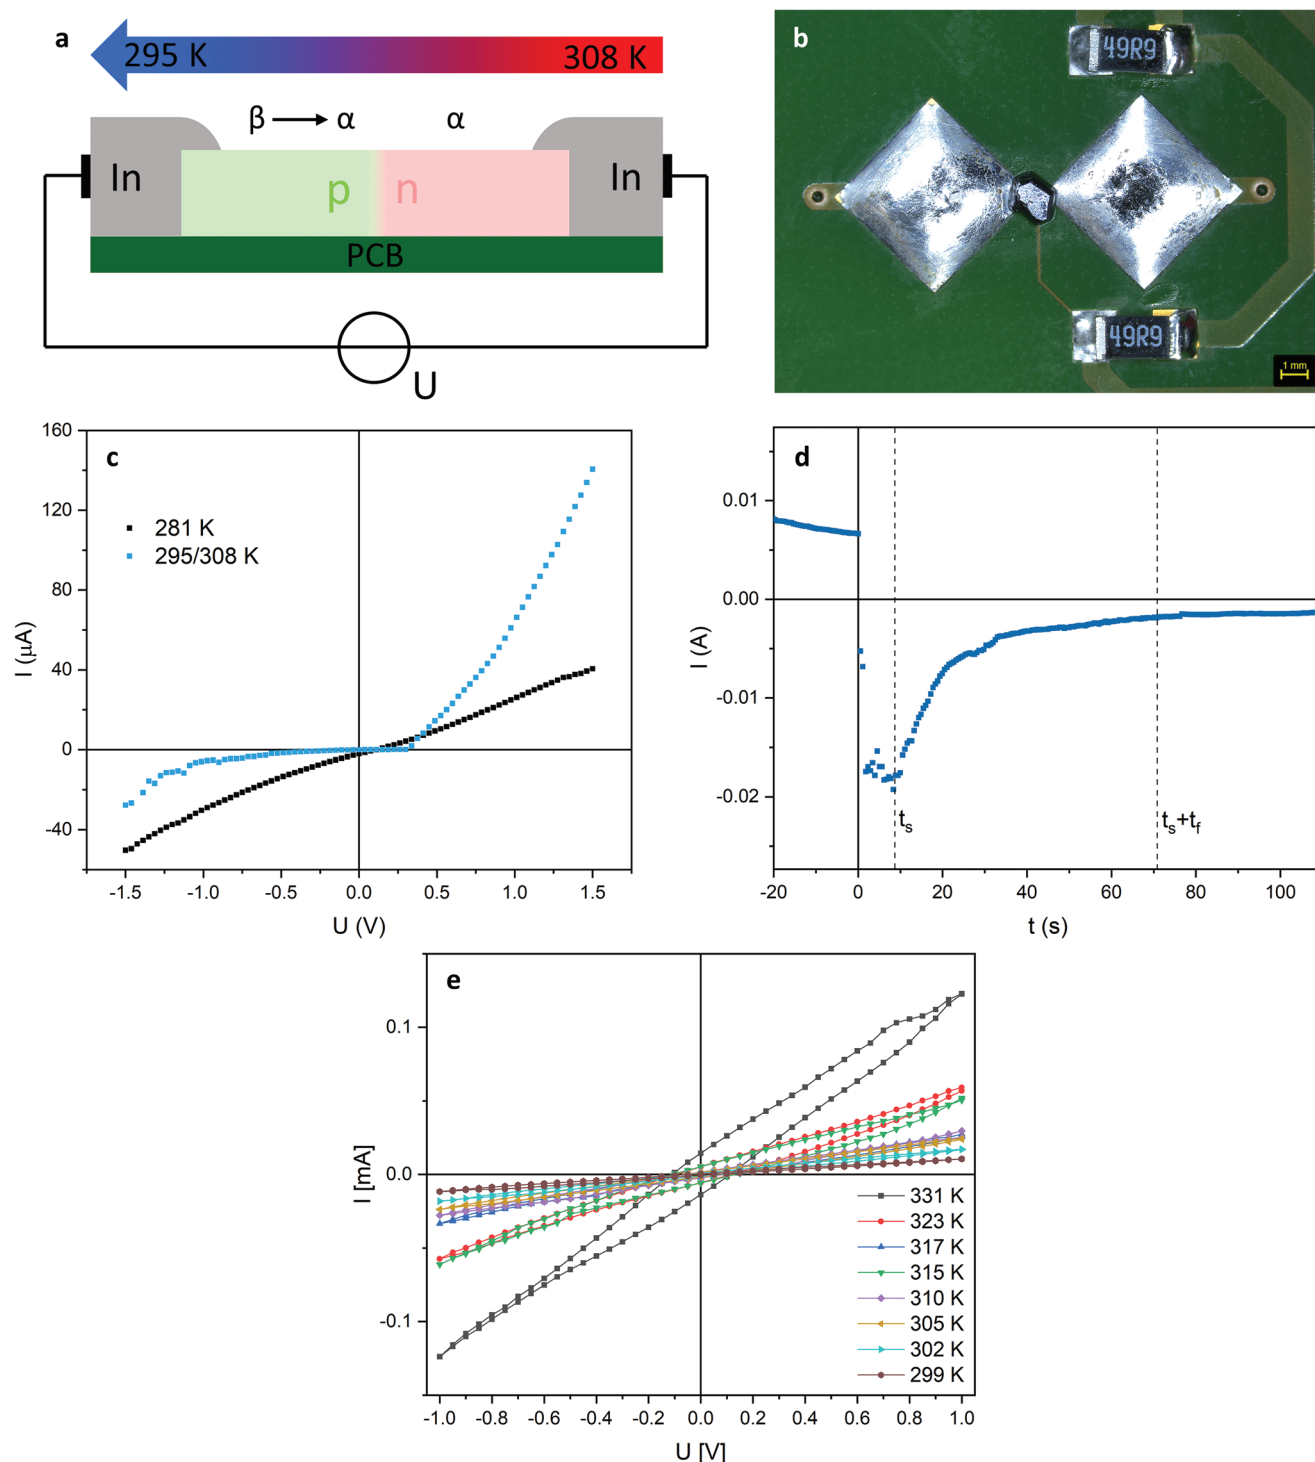 a
295 K
308 K
β → α
α
In
p
n
In
PCB
U
b
49R9
49R9
1 mm
c
160
120
80
40
0
-40
I (µA)
281 K
295/308 K
-1.5
-1.0
-0.5
0.0
0.5
1.0
1.5
U (V)
d
0.01
0.00
-0.01
-0.02
I (A)
ts
ts+tf
-20
0
20
40
60
80
100
t (s)
e
0.1
0.0
-0.1
I [mA]
331 K
323 K
317 K
315 K
310 K
305 K
302 K
299 K
-1.0
-0.8
-0.6
-0.4
-0.2
0.0
0.2
0.4
0.6
0.8
1.0
U [V]